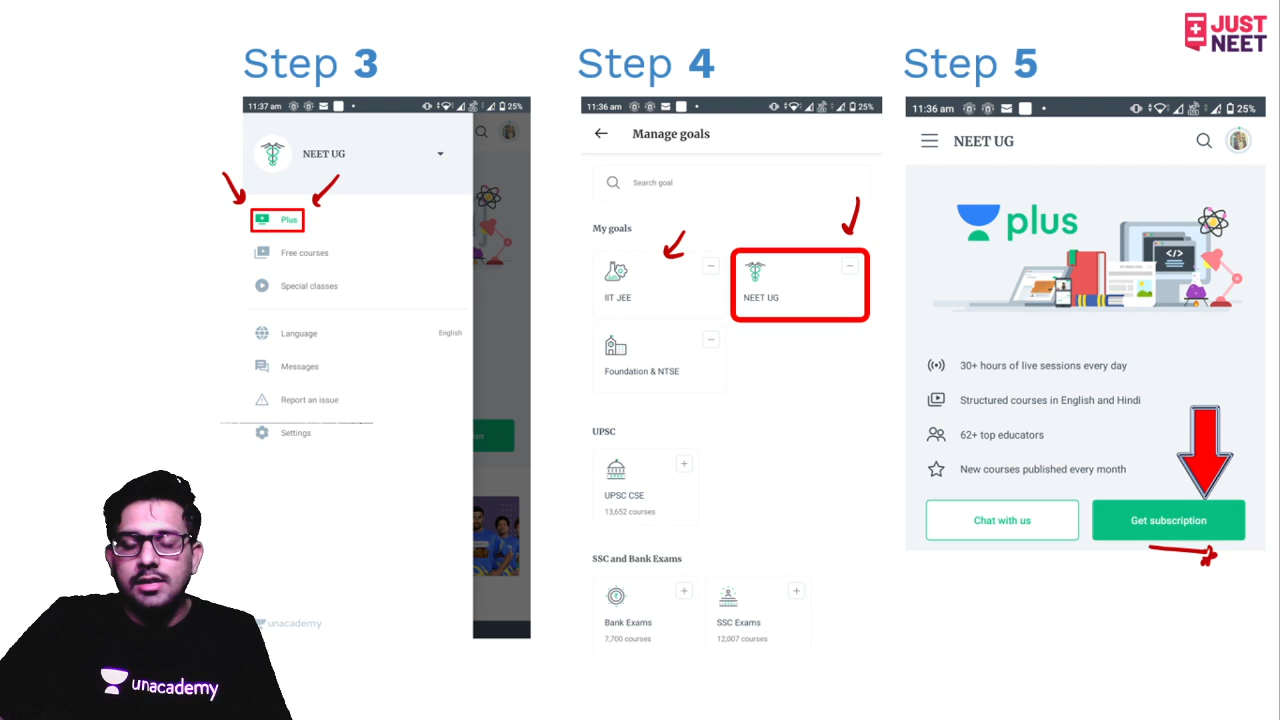 JUST
NEET
Step 3
11:37 am
25%
NEET UG
Plus
Free courses
Special classes
Language English
Messages
Report an issue
Settings
unacademy
Step 4
11:36 am
25%
Manage goals
Search goal
My goals
IIT JEE
NEET UG
Foundation & NTSE
UPSC
UPSC CSE
13,652 courses
SSC and Bank Exams
Bank Exams
7,700 courses
SSC Exams
12,007 courses
Step 5
11:36 am
25%
NEET UG
plus
30+ hours of live sessions every day
Structured courses in English and Hindi
62+ top educators
New courses published every month
Chat with us
Get subscription
unacademy